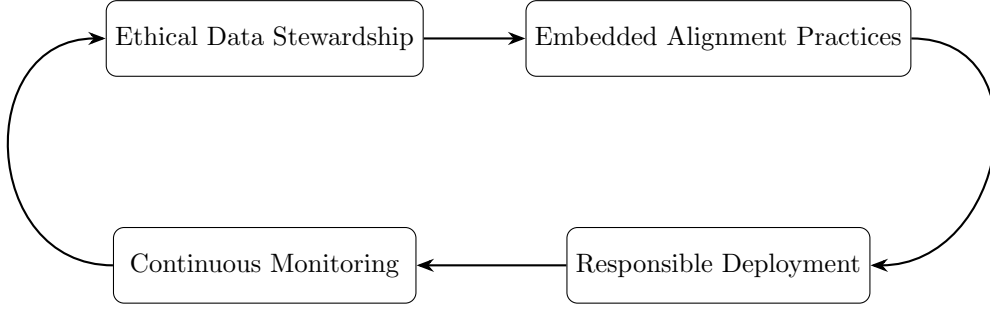 Ethical Data Stewardship
Embedded Alignment Practices
Continuous Monitoring
Responsible Deployment